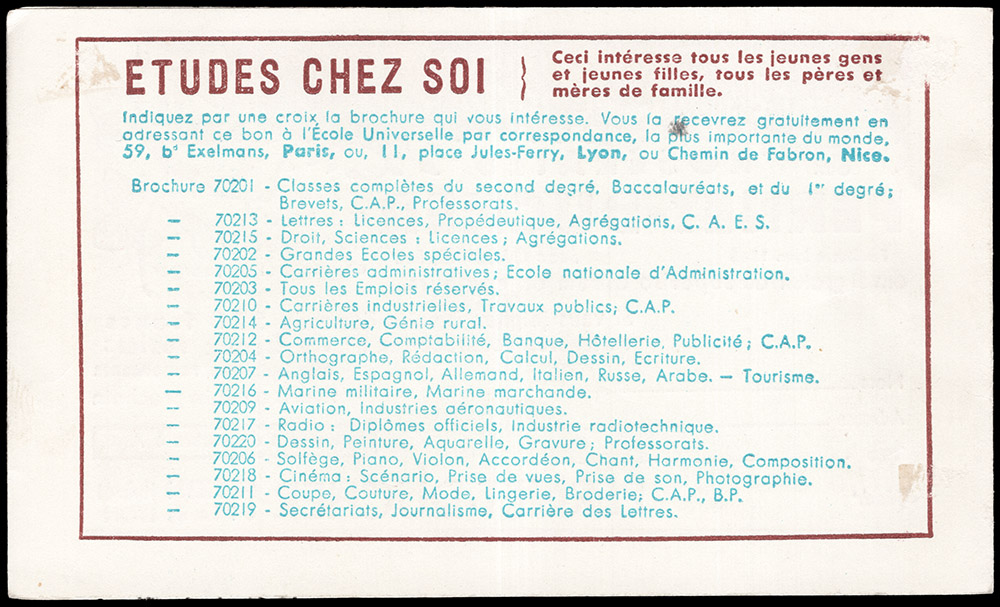 ETUDES CHEZ SOI
Ceci intéresse tous les jeunes gens
et jeunes filles, tous les pères et
mères de famille.
Indiquez par une croix la brochure qui vous intéresse. Vous la recevrez gratuitement en
adressant ce bon à l'École Universelle par correspondance, la plus importante du monde,
59, bd Exelmans, Paris, ou, 11, place Jules-Ferry, Lyon, ou Chemin de Fabron, Nice.
Brochure 70201 - Classes complètes du second degré, Baccalauréats, et du 1er degré;
Brevets, C.A.P., Professorats.
— 70213 - Lettres : Licences, Propédeutique, Agrégations, C. A. E. S.
— 70215 - Droit, Sciences : Licences ; Agrégations.
— 70202 - Grandes Ecoles spéciales.
— 70205 - Carrières administratives ; Ecole nationale d'Administration.
— 70203 - Tous les Emplois réservés.
— 70210 - Carrières industrielles, Travaux publics; C.A.P.
— 70214 - Agriculture, Génie rural.
— 70212 - Commerce, Comptabilité, Banque, Hôtellerie, Publicité ; C.A.P.
— 70204 - Orthographe, Rédaction, Calcul, Dessin, Ecriture.
— 70207 - Anglais, Espagnol, Allemand, Italien, Russe, Arabe. — Tourisme.
— 70216 - Marine militaire, Marine marchande.
— 70209 - Aviation, Industries aéronautiques.
— 70217 - Radio : Diplômes officiels, Industrie radiotechnique.
— 70220 - Dessin, Peinture, Aquarelle, Gravure ; Professorats.
— 70206 - Solfège, Piano, Violon, Accordéon, Chant, Harmonie, Composition.
— 70218 - Cinéma : Scénario, Prise de vues, Prise de son, Photographie.
— 70211 - Coupe, Couture, Mode, Lingerie, Broderie; C.A.P., B.P.
— 70219 - Secrétariats, Journalisme, Carrière des Lettres.